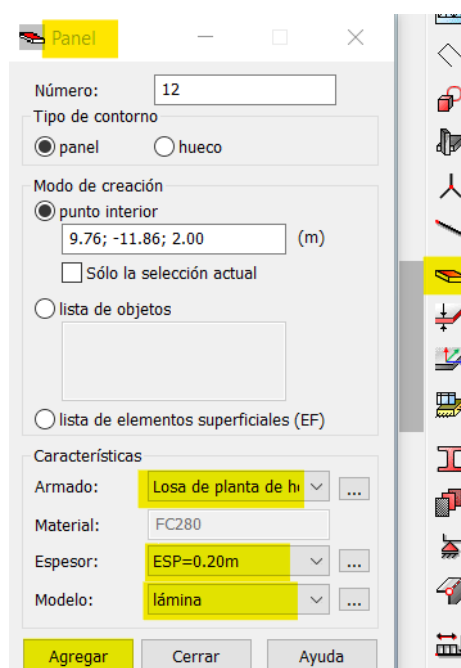 Panel
Número: 12
Tipo de contorno
panel hueco
Modo de creación
punto interior
9.76; -11.86; 2.00 (m)
Sólo la selección actual
lista de objetos
lista de elementos superficiales (EF)
Características
Armado: Losa de planta de ho ...
Material: FC280
Espesor: ESP=0.20m ...
Modelo: lámina ...
Agregar Cerrar Ayuda